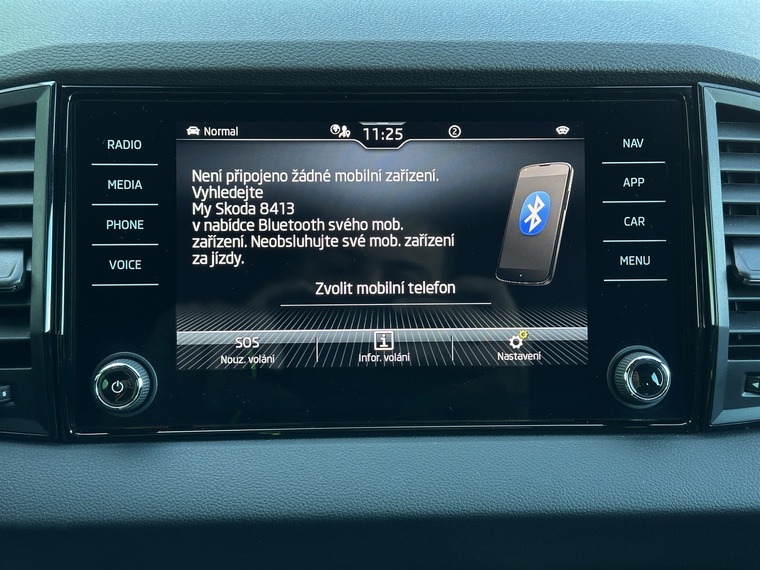 RADIO
MEDIA
PHONE
VOICE
Normal
11:25
2
Není připojeno žádné mobilní zařízení.
Vyhledejte
My Skoda 8413
v nabídce Bluetooth svého mob.
zařízení. Neobsluhujte své mob. zařízení
za jízdy.
Zvolit mobilní telefon
SOS
Nouz. volání
i
Infor. volání
Nastavení
NAV
APP
CAR
MENU